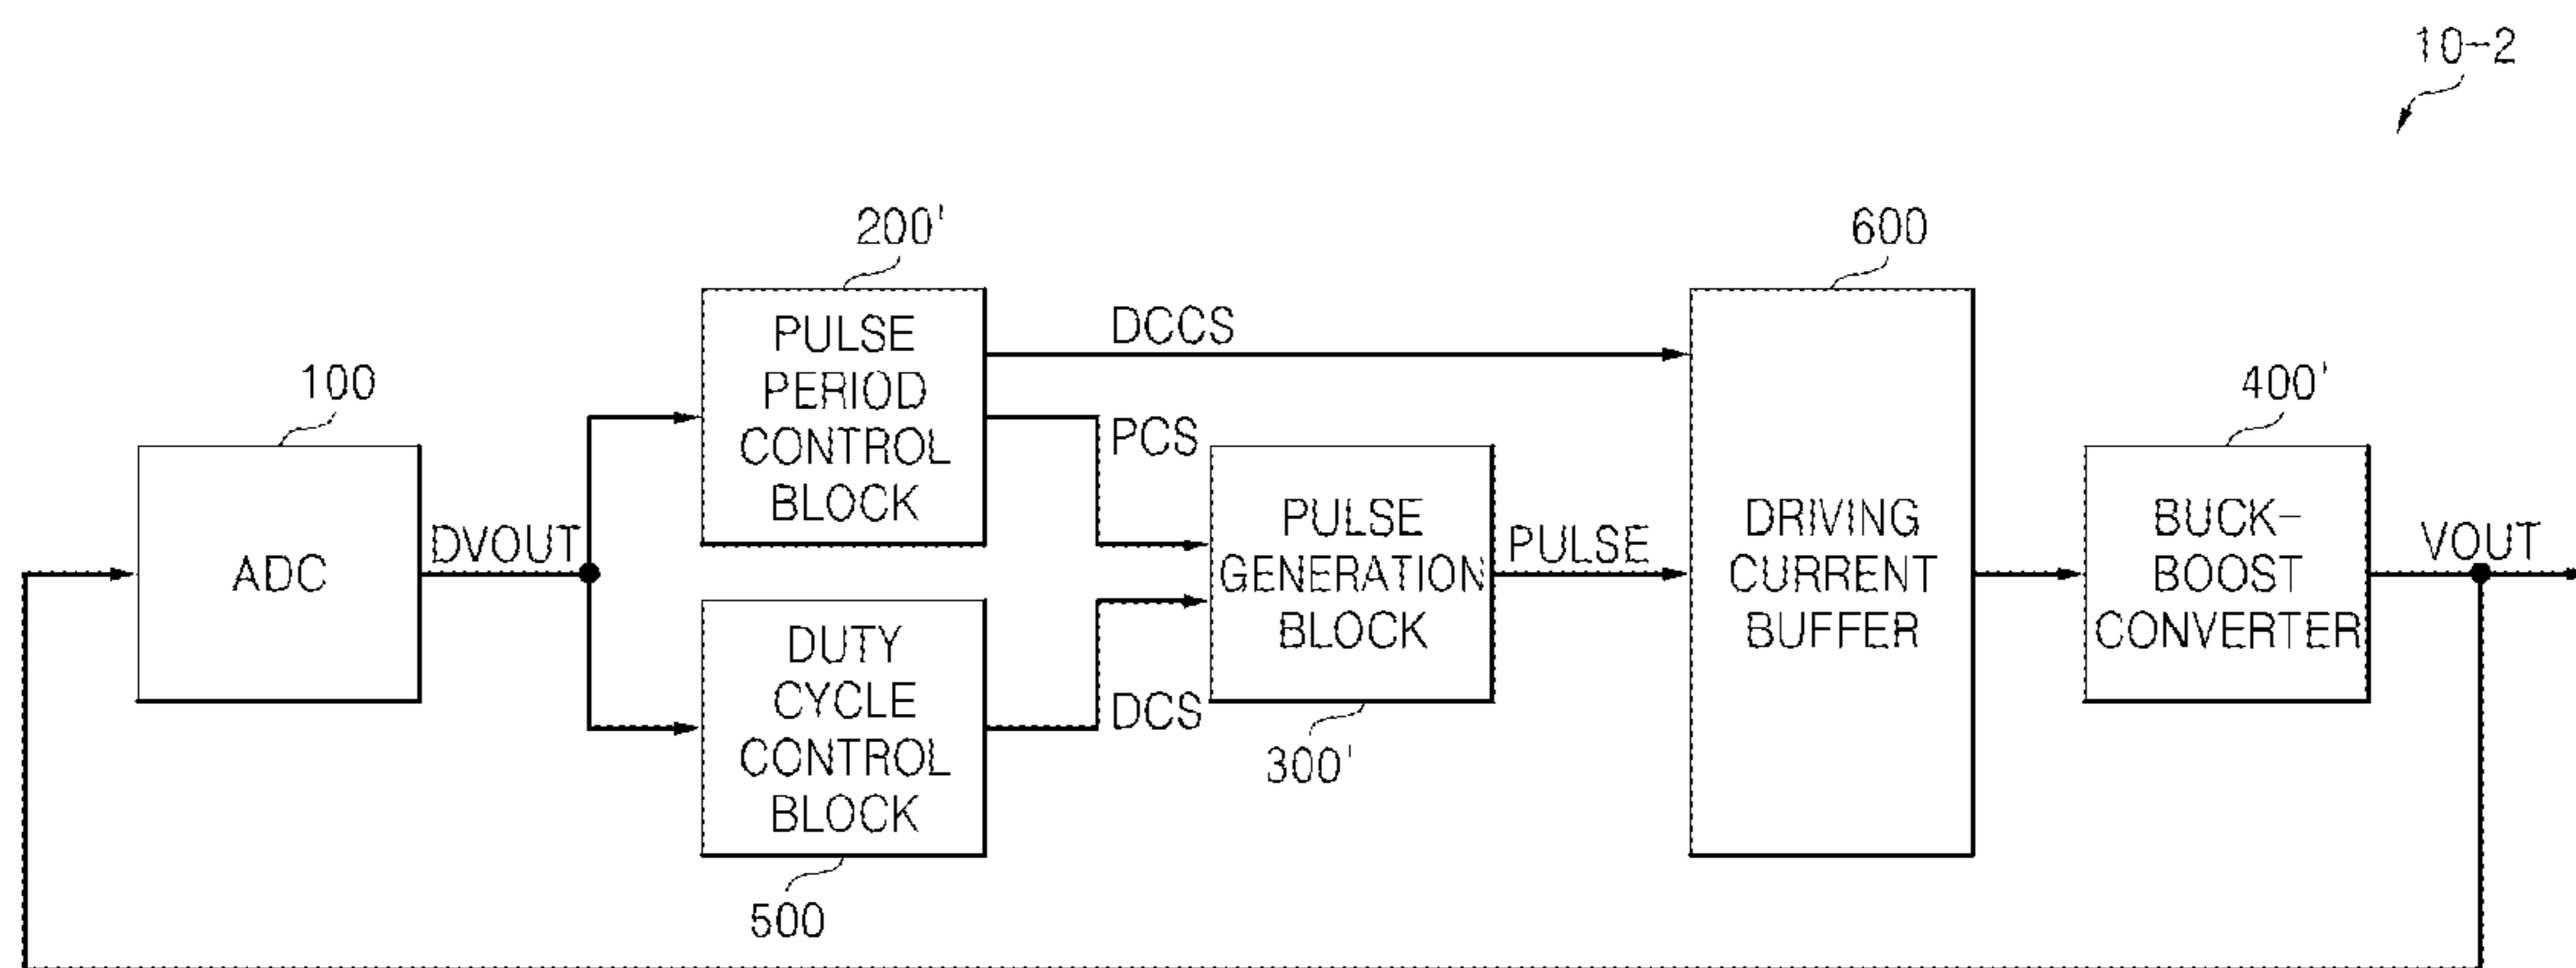 10-2
200'
600
PULSE
PERIOD
CONTROL
BLOCK
DCCS
100
400'
PCS
ADC
DVOUT
PULSE
GENERATION
BLOCK
PULSE
DRIVING
CURRENT
BUFFER
BUCK-
BOOST
CONVERTER
VOUT
DUTY
CYCLE
CONTROL
BLOCK
DCS
300'
500